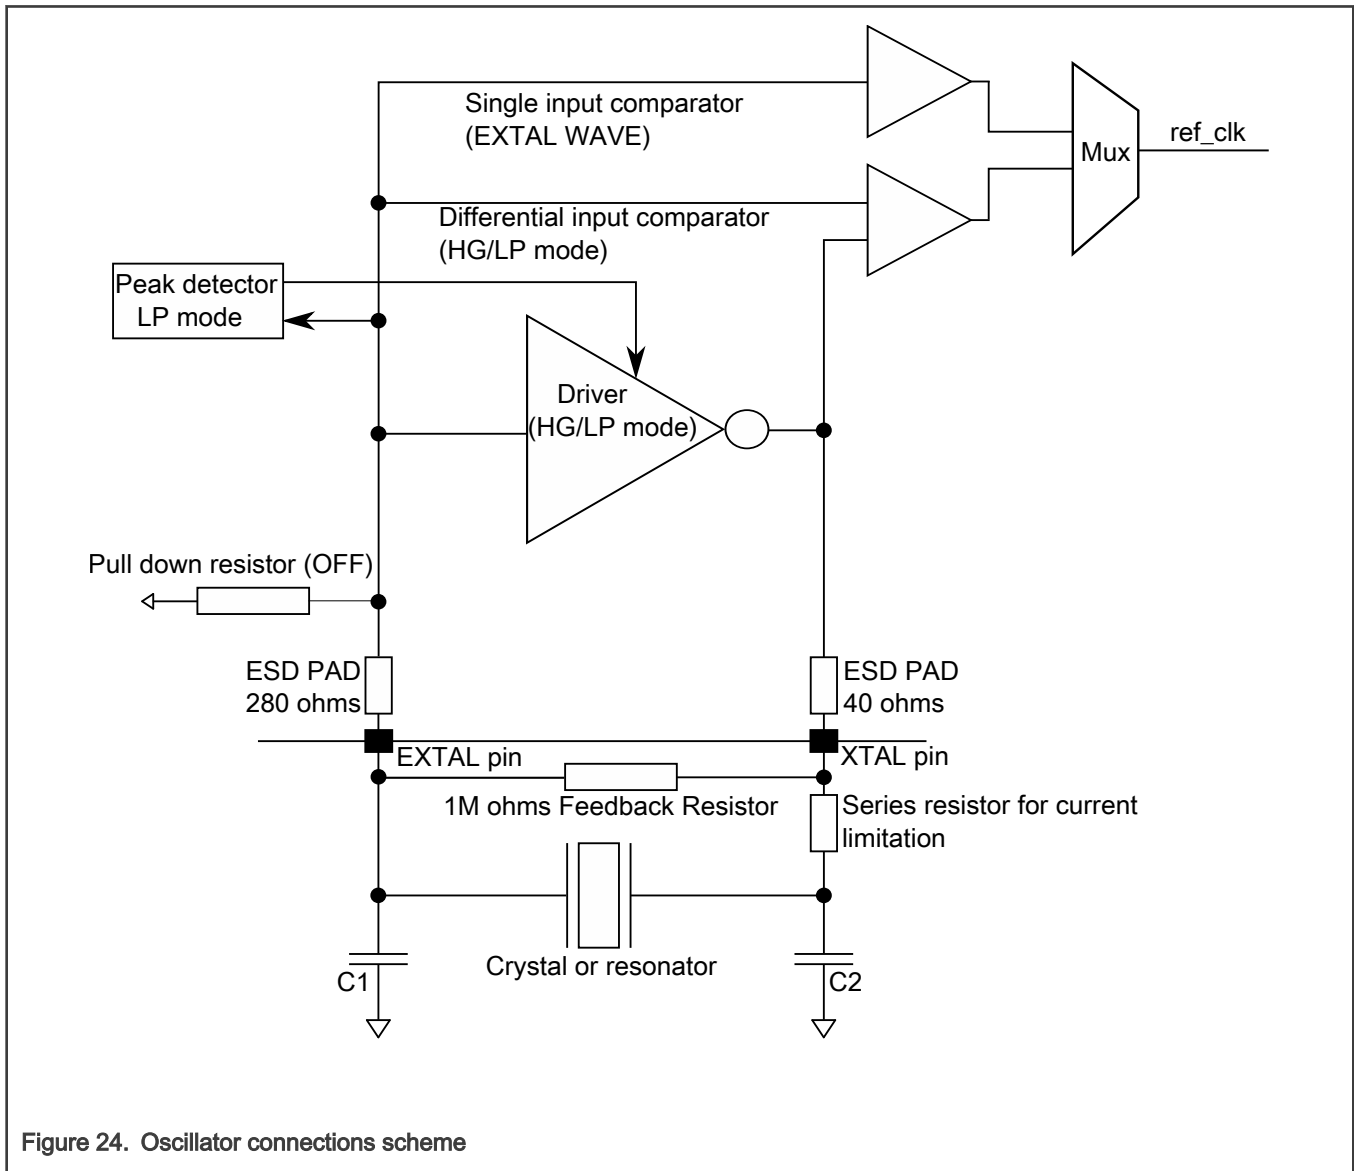 Single input comparator
(EXTAL WAVE)
ref_clk
Mux
Differential input comparator
(HG/LP mode)
Peak detector
LP mode
Driver
(HG/LP mode)
Pull down resistor (OFF)
ESD PAD
280 ohms
ESD PAD
40 ohms
EXTAL pin
XTAL pin
1M ohms Feedback Resistor
Series resistor for current
limitation
Crystal or resonator
C1
C2
Figure 24. Oscillator connections scheme